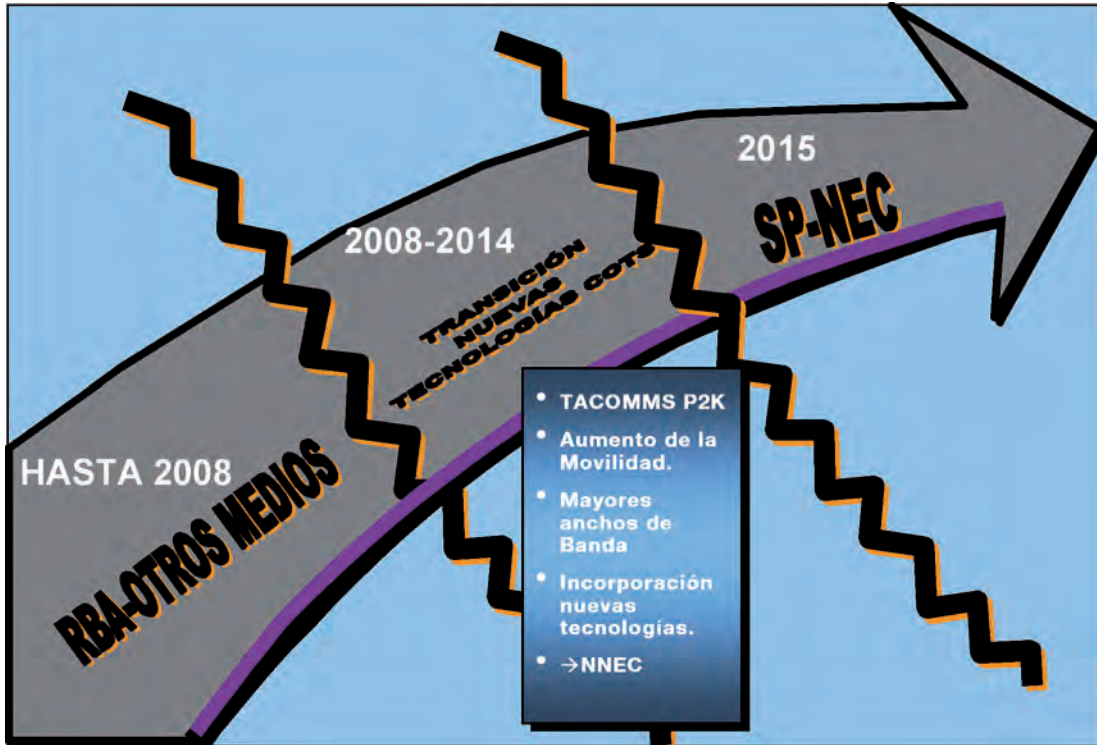 2015
SP-NEC
2008-2014
TRANSICIÓN
NUEVAS
TECNOLOGÍAS COTS
HASTA 2008
RBA-OTROS MEDIOS
• TACOMMS P2K
• Aumento de la
Movilidad.
• Mayores
anchos de
Banda
• Incorporación
nuevas
tecnologías.
• →NNEC